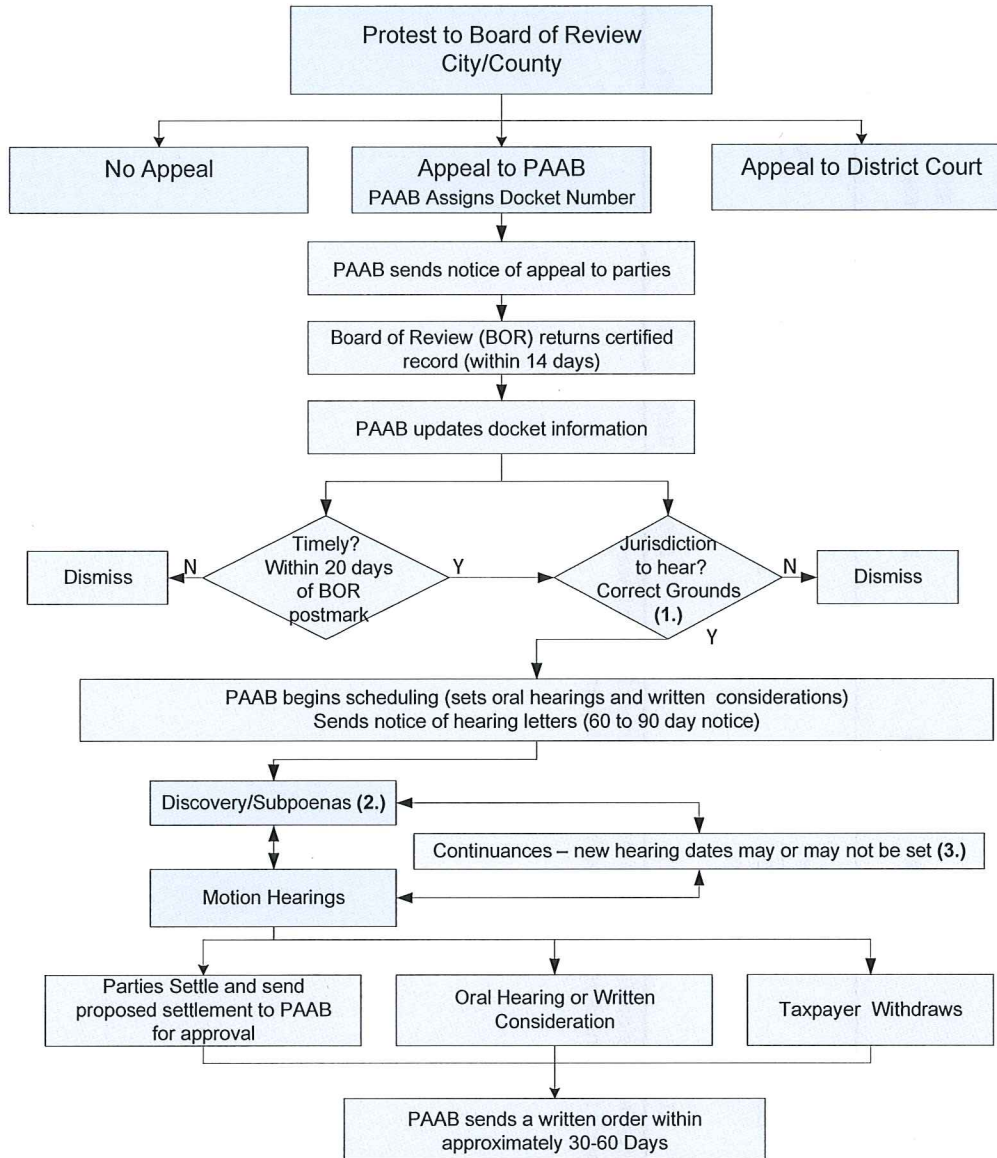 Protest to Board of Review
City/County
No Appeal
Appeal to PAAB
PAAB Assigns Docket Number
Appeal to District Court
PAAB sends notice of appeal to parties
Board of Review (BOR) returns certified
record (within 14 days)
PAAB updates docket information
Timely?
Within 20 days
of BOR
postmark
N
Dismiss
Y
Jurisdiction
to hear?
Correct Grounds
(1.)
N
Dismiss
Y
PAAB begins scheduling (sets oral hearings and written considerations)
Sends notice of hearing letters (60 to 90 day notice)
Discovery/Subpoenas (2.)
Continuances – new hearing dates may or may not be set (3.)
Motion Hearings
Parties Settle and send
proposed settlement to PAAB
for approval
Oral Hearing or Written
Consideration
Taxpayer Withdraws
PAAB sends a written order within
approximately 30-60 Days